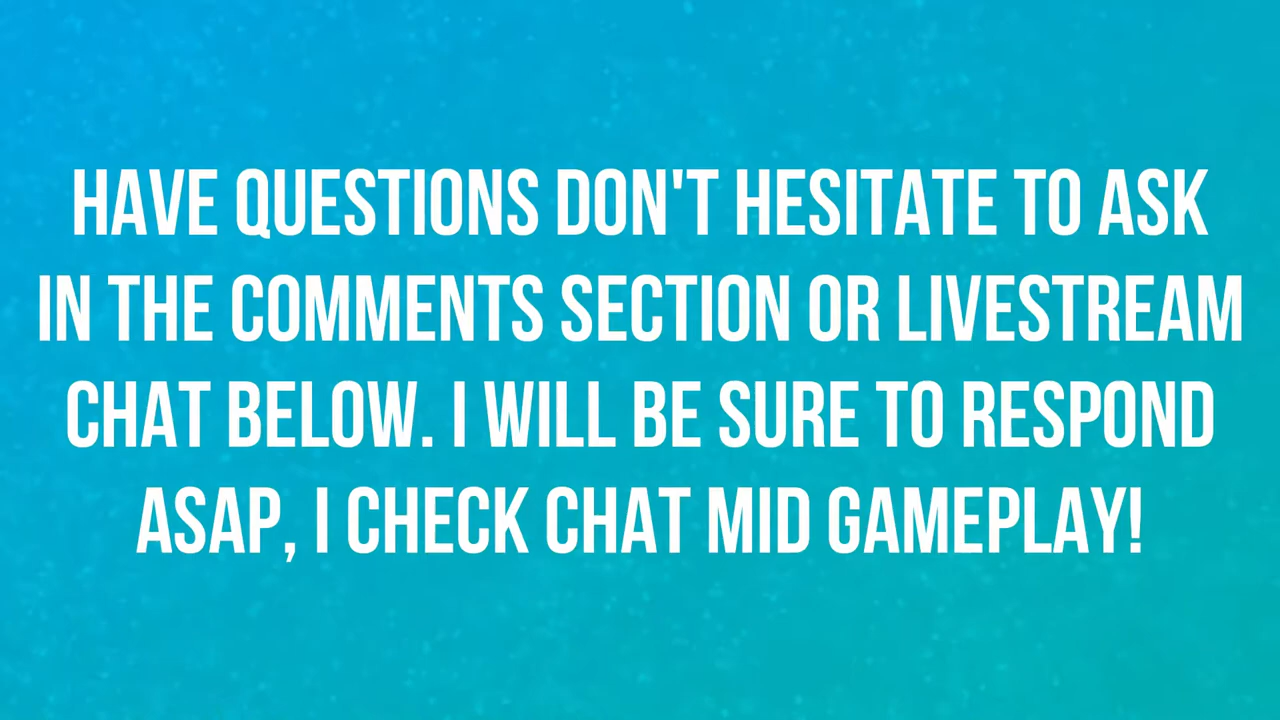 HAVE QUESTIONS DON'T HESITATE TO ASK
IN THE COMMENTS SECTION OR LIVESTREAM
CHAT BELOW. I WILL BE SURE TO RESPOND
ASAP, I CHECK CHAT MID GAMEPLAY!